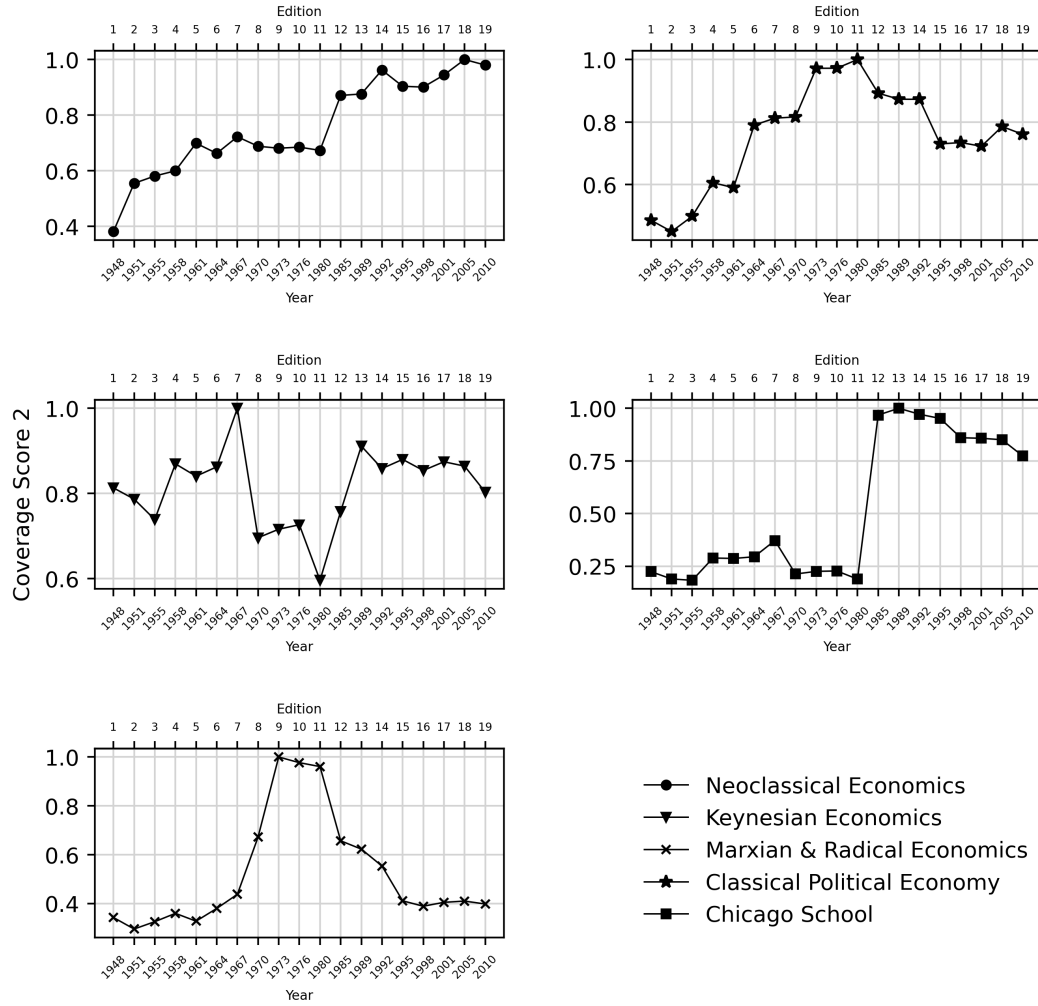 Edition
1 2 3 4 5 6 7 8 9 10 11 12 13 14 15 16 17 18 19
1.0
0.8
0.6
0.4
1948 1951 1955 1958 1961 1964 1967 1970 1973 1976 1980 1985 1989 1992 1995 1998 2001 2005 2010
Year
Edition
1 2 3 4 5 6 7 8 9 10 11 12 13 14 15 16 17 18 19
1.0
0.8
0.6
1948 1951 1955 1958 1961 1964 1967 1970 1973 1976 1980 1985 1989 1992 1995 1998 2001 2005 2010
Year
Coverage Score 2
Edition
1 2 3 4 5 6 7 8 9 10 11 12 13 14 15 16 17 18 19
1.0
0.8
0.6
1948 1951 1955 1958 1961 1964 1967 1970 1973 1976 1980 1985 1989 1992 1995 1998 2001 2005 2010
Year
Edition
1 2 3 4 5 6 7 8 9 10 11 12 13 14 15 16 17 18 19
1.00
0.75
0.50
0.25
1948 1951 1955 1958 1961 1964 1967 1970 1973 1976 1980 1985 1989 1992 1995 1998 2001 2005 2010
Year
Edition
1 2 3 4 5 6 7 8 9 10 11 12 13 14 15 16 17 18 19
1.0
0.8
0.6
0.4
1948 1951 1955 1958 1961 1964 1967 1970 1973 1976 1980 1985 1989 1992 1995 1998 2001 2005 2010
Year
Neoclassical Economics
Keynesian Economics
Marxian & Radical Economics
Classical Political Economy
Chicago School